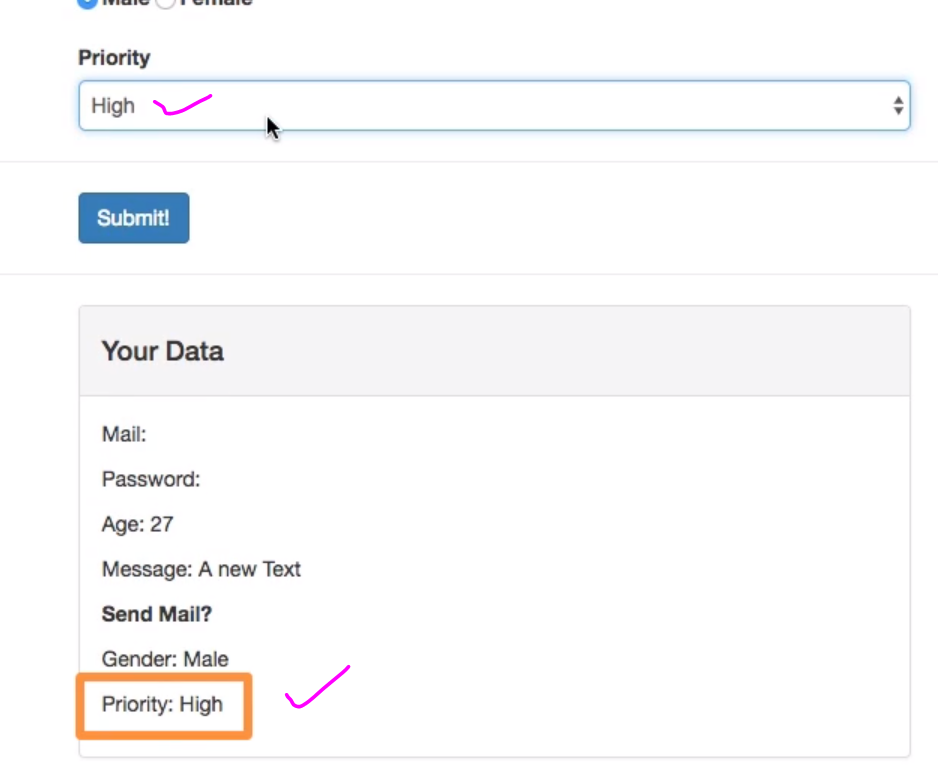 Male Female
Priority
High
Submit!
Your Data
Mail:
Password:
Age: 27
Message: A new Text
Send Mail?
Gender: Male
Priority: High